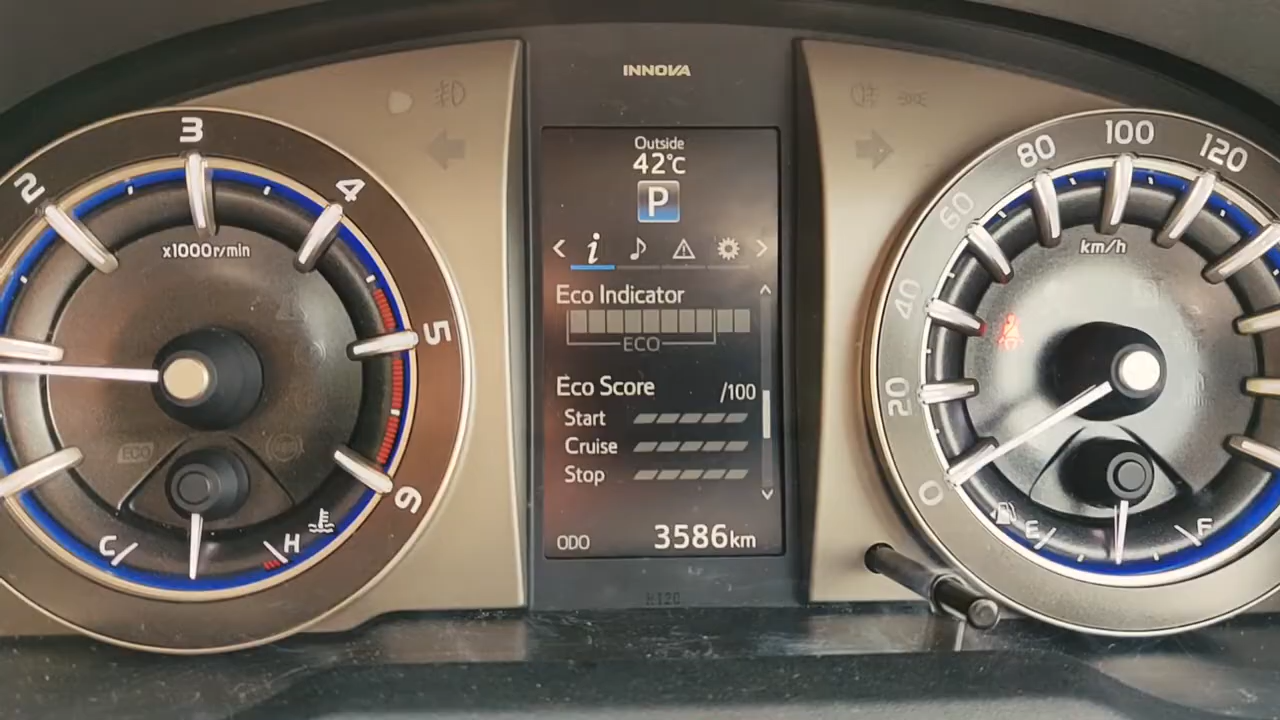 INNOVA
Outside
42°C
P
< i >
Eco Indicator
ECO
Eco Score /100
Start
Cruise
Stop
ODO 3586km
2 3 4 5 6
x1000r/min
ECO
C H
0 20 40 60 80 100 120
km/h
E F